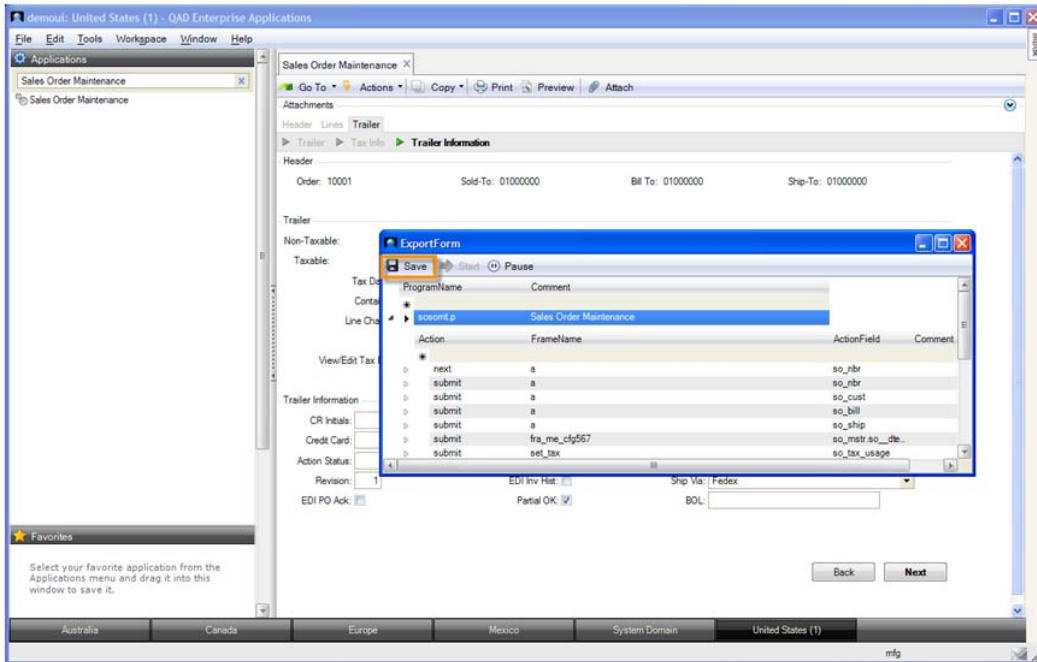 demoui: United States (1) - QAD Enterprise Applications
File Edit Tools Workspace Window Help
Inbox
Applications
Sales Order Maintenance
Sales Order Maintenance
Sales Order Maintenance
Go To Actions Copy Print Preview Attach
Attachments
Header Lines Trailer
Trailer Tax Info Trailer Information
Header
Order: 10001 Sold-To: 01000000 Bill To: 01000000 Ship-To: 01000000
Trailer
Non-Taxable:
Taxable:
Tax Da
Contai
Line Cha
View/Edit Tax
ExportForm
Save Start Pause
ProgramName Comment
sosomt.p Sales Order Maintenance
Action FrameName ActionField Comment
next a so_nbr
submit a so_nbr
submit a so_cust
submit a so_bill
submit a so_ship
submit fra_me_cfg567 so_mstr.so__dte...
submit set_tax so_tax_usage
Trailer Information
CR Initials:
Credit Card:
Action Status:
Revision: 1 EDI Inv Hist: Ship Via: Fedex
EDI PO Ack: Partial OK: BOL:
Back Next
Favorites
Select your favorite application from the
Applications menu and drag it into this
window to save it.
Australia Canada Europe Mexico System Domain United States (1)
mfg